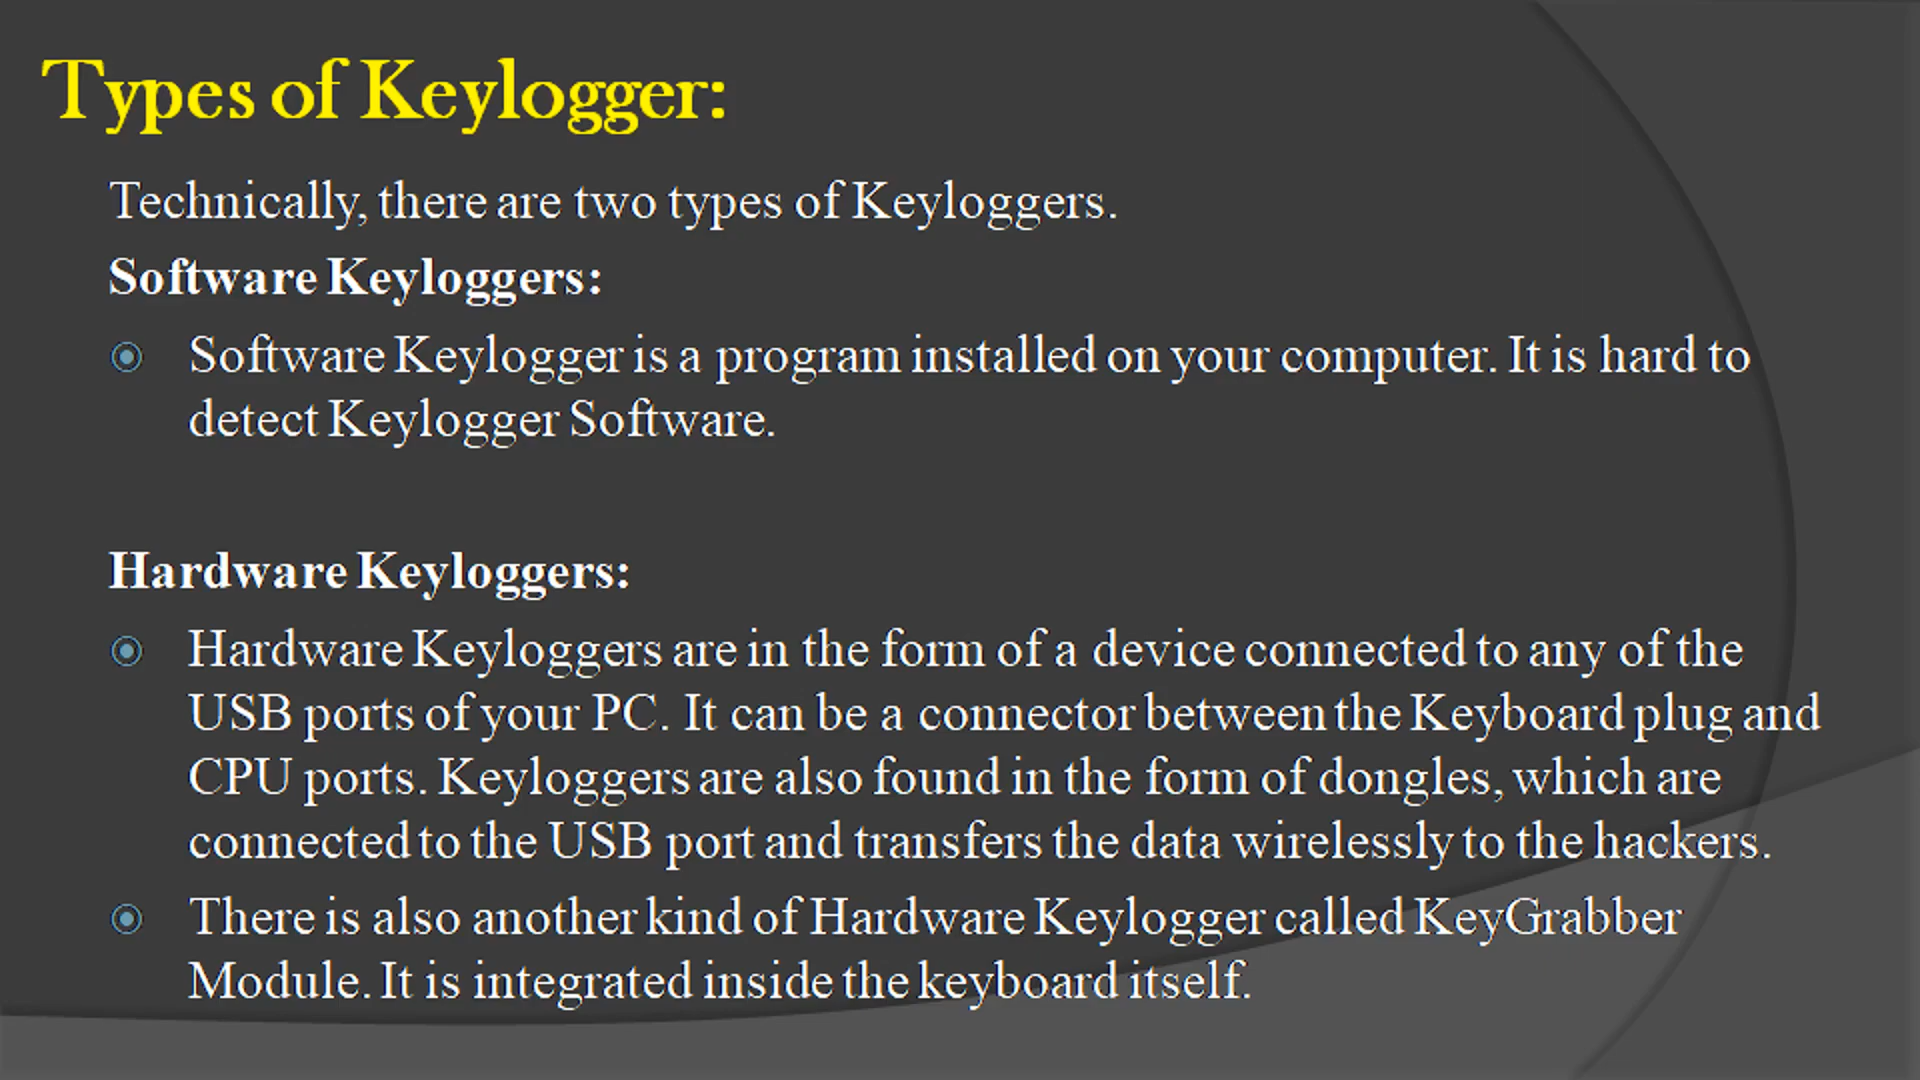 Types of Keylogger:
Technically, there are two types of Keyloggers.
Software Keyloggers:
Software Keylogger is a program installed on your computer. It is hard to
detect Keylogger Software.
Hardware Keyloggers:
Hardware Keyloggers are in the form of a device connected to any of the
USB ports of your PC. It can be a connector between the Keyboard plug and
CPU ports. Keyloggers are also found in the form of dongles, which are
connected to the USB port and transfers the data wirelessly to the hackers.
There is also another kind of Hardware Keylogger called KeyGrabber
Module. It is integrated inside the keyboard itself.